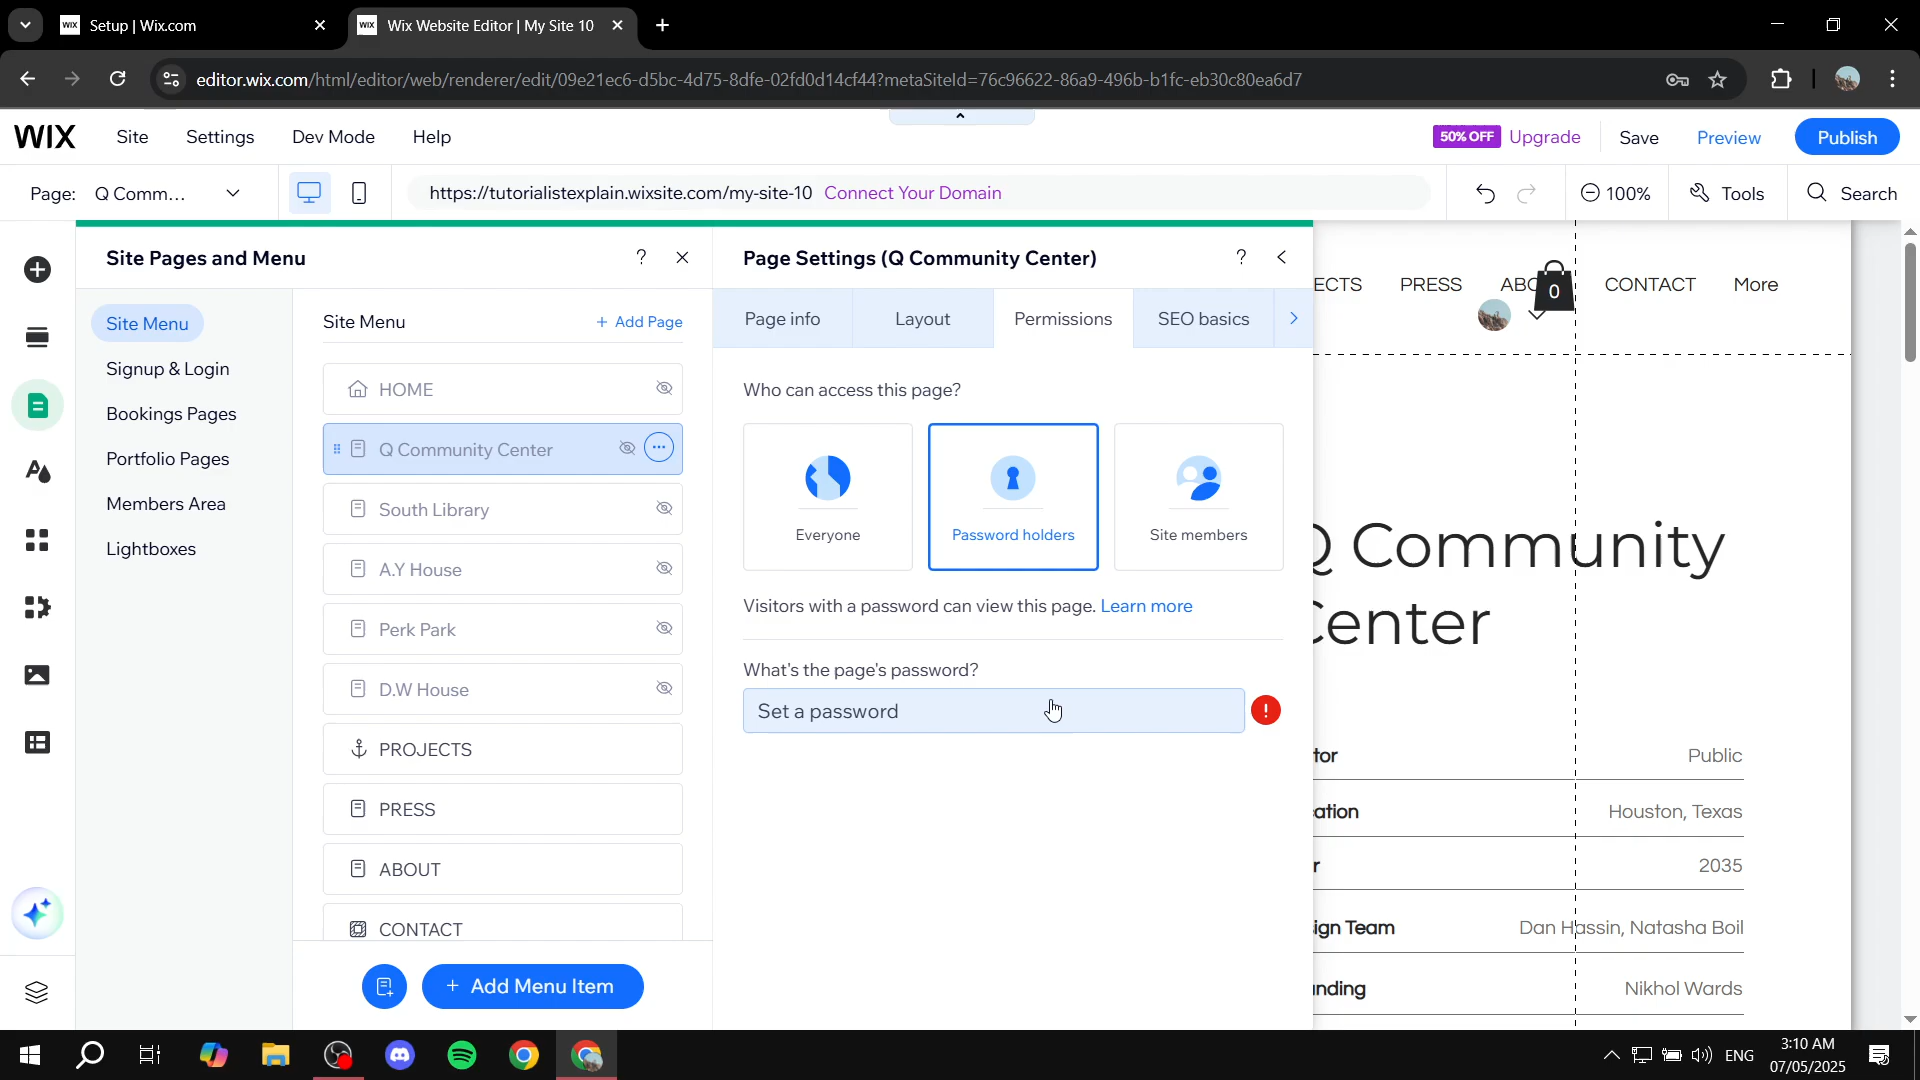 WIX Setup | Wix.com
WIX Wix Website Editor | My Site 10
editor.wix.com/html/editor/web/renderer/edit/09e21ec6-d5bc-4d75-8dfe-02fd0d14cf44?metaSiteId=76c96622-86a9-496b-b1fc-eb30c80ea6d7
WIX Site Settings Dev Mode Help 50% OFF Upgrade Save Preview Publish
Page: Q Comm... https://tutorialistexplain.wixsite.com/my-site-10 Connect Your Domain 100% Tools Search
Site Pages and Menu ?
Page Settings (Q Community Center) ?
Site Menu
Signup & Login
Bookings Pages
Portfolio Pages
Members Area
Lightboxes
Site Menu + Add Page
HOME
Q Community Center
South Library
A.Y House
Perk Park
D.W House
PROJECTS
PRESS
ABOUT
CONTACT
+ Add Menu Item
Page info Layout Permissions SEO basics
Who can access this page?
Everyone Password holders Site members
Visitors with a password can view this page. Learn more
What's the page's password?
Set a password !
ECTS PRESS ABO 0 CONTACT More
Q Community
Center
tor Public
ation Houston, Texas
r 2035
ign Team Dan Hassin, Natasha Boil
nding Nikhol Wards
ENG 3:10 AM
07/05/2025